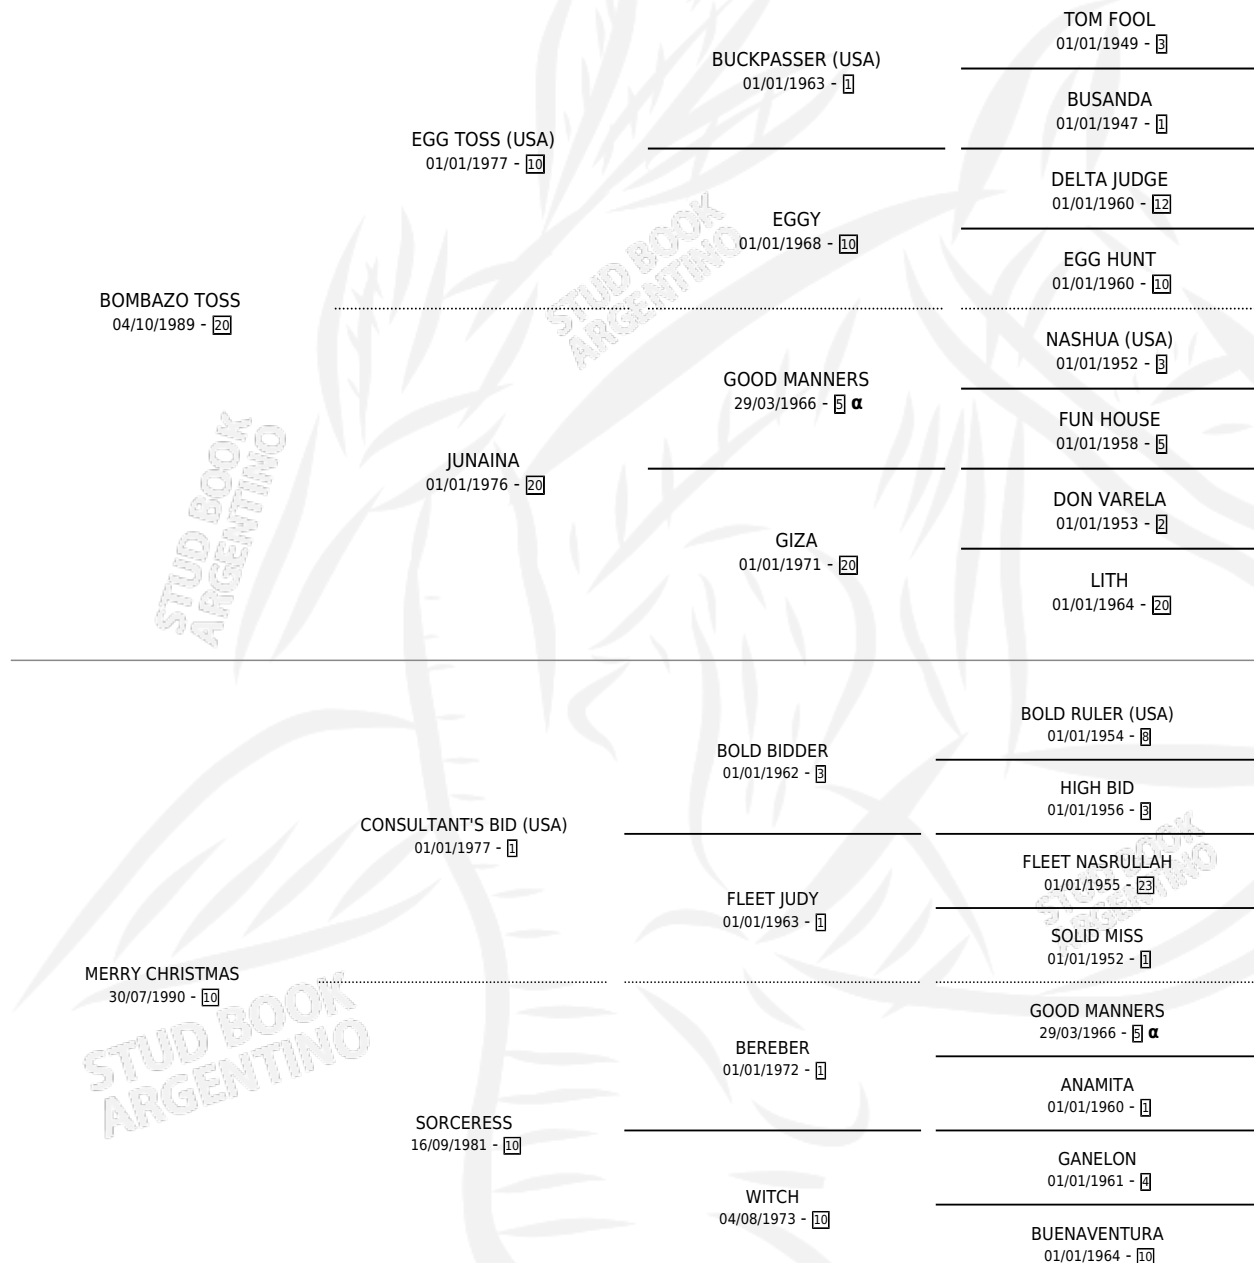 TOM FOOL
01/01/1949 - 3
BUCKPASSER (USA)
01/01/1963 - 1
BUSANDA
01/01/1947 - 1
EGG TOSS (USA)
01/01/1977 - 10
DELTA JUDGE
01/01/1960 - 12
EGGY
01/01/1968 - 10
EGG HUNT
01/01/1960 - 10
BOMBAZO TOSS
04/10/1989 - 20
NASHUA (USA)
01/01/1952 - 3
GOOD MANNERS
29/03/1966 - 5 α
FUN HOUSE
01/01/1958 - 5
JUNAINA
01/01/1976 - 20
DON VARELA
01/01/1953 - 2
GIZA
01/01/1971 - 20
LITH
01/01/1964 - 20
BOLD RULER (USA)
01/01/1954 - 8
BOLD BIDDER
01/01/1962 - 3
HIGH BID
01/01/1956 - 3
CONSULTANT'S BID (USA)
01/01/1977 - 1
FLEET NASRULLAH
01/01/1955 - 23
FLEET JUDY
01/01/1963 - 1
SOLID MISS
01/01/1952 - 1
MERRY CHRISTMAS
30/07/1990 - 10
GOOD MANNERS
29/03/1966 - 5 α
BEREBER
01/01/1972 - 1
ANAMITA
01/01/1960 - 1
SORCERESS
16/09/1981 - 10
GANELON
01/01/1961 - 4
WITCH
04/08/1973 - 10
BUENAVENTURA
01/01/1964 - 10
STUD BOOK
ARGENTINO
STUD BOOK
ARGENTINO
STUD BOOK
ARGENTINO
STUD BOOK
ARGENTINO